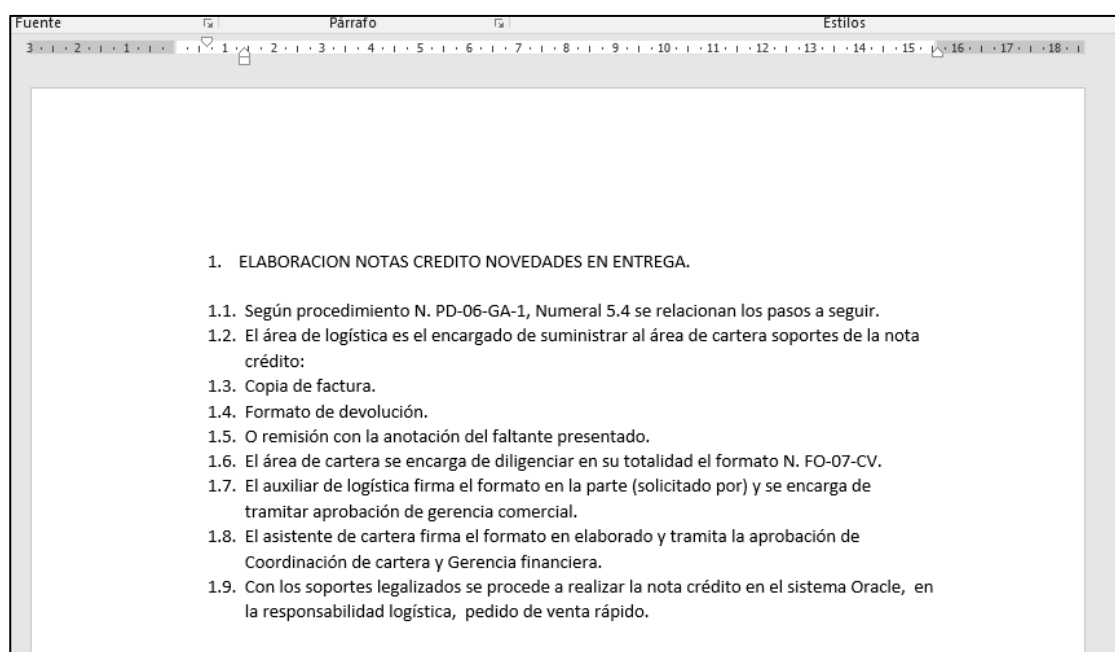 Fuente Párrafo Estilos
3 2 1 1 2 3 4 5 6 7 8 9 10 11 12 13 14 15 16 17 18
1. ELABORACION NOTAS CREDITO NOVEDADES EN ENTREGA.
1.1. Según procedimiento N. PD-06-GA-1, Numeral 5.4 se relacionan los pasos a seguir.
1.2. El área de logística es el encargado de suministrar al área de cartera soportes de la nota
crédito:
1.3. Copia de factura.
1.4. Formato de devolución.
1.5. O remisión con la anotación del faltante presentado.
1.6. El área de cartera se encarga de diligenciar en su totalidad el formato N. FO-07-CV.
1.7. El auxiliar de logística firma el formato en la parte (solicitado por) y se encarga de
tramitar aprobación de gerencia comercial.
1.8. El asistente de cartera firma el formato en elaborado y tramita la aprobación de
Coordinación de cartera y Gerencia financiera.
1.9. Con los soportes legalizados se procede a realizar la nota crédito en el sistema Oracle, en
la responsabilidad logística, pedido de venta rápido.